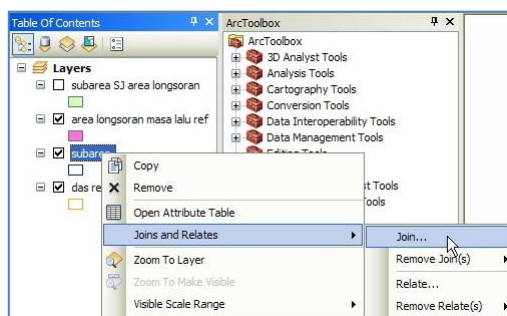 Table Of Contents
Layers
subarea SJ area longsoran
area longsoran masa lalu ref
subarea
das re
ArcToolbox
ArcToolbox
3D Analyst Tools
Analysis Tools
Cartography Tools
Conversion Tools
Data Interoperability Tools
Data Management Tools
Editing Tools
Tools
Copy
Remove
Open Attribute Table
Joins and Relates
Zoom To Layer
Zoom To Make Visible
Visible Scale Range
Join...
Remove Join(s)
Relate...
Remove Relate(s)